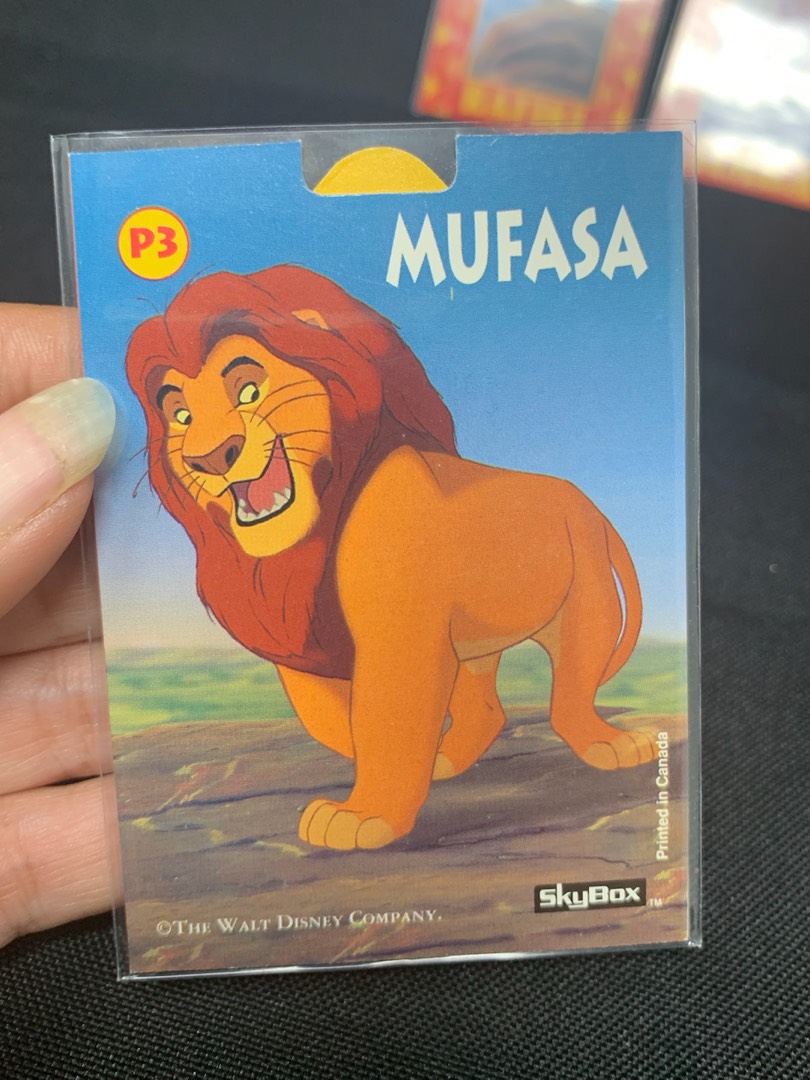 P3
MUFASA
Printed in Canada
©THE WALT DISNEY COMPANY.
SkyBox TM